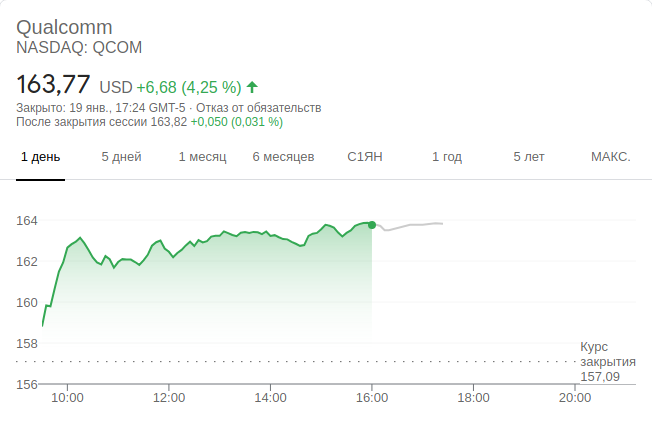 Qualcomm
NASDAQ: QCOM
163,77 USD +6,68 (4,25 %)
Закрыто: 19 янв., 17:24 GMT-5 · Отказ от обязательств
После закрытия сессии 163,82 +0,050 (0,031 %)
1 день 5 дней 1 месяц 6 месяцев С1ЯН 1 год 5 лет МАКС.
164
162
160
158
Курс
закрытия
157,09
156
10:00 12:00 14:00 16:00 18:00 20:00